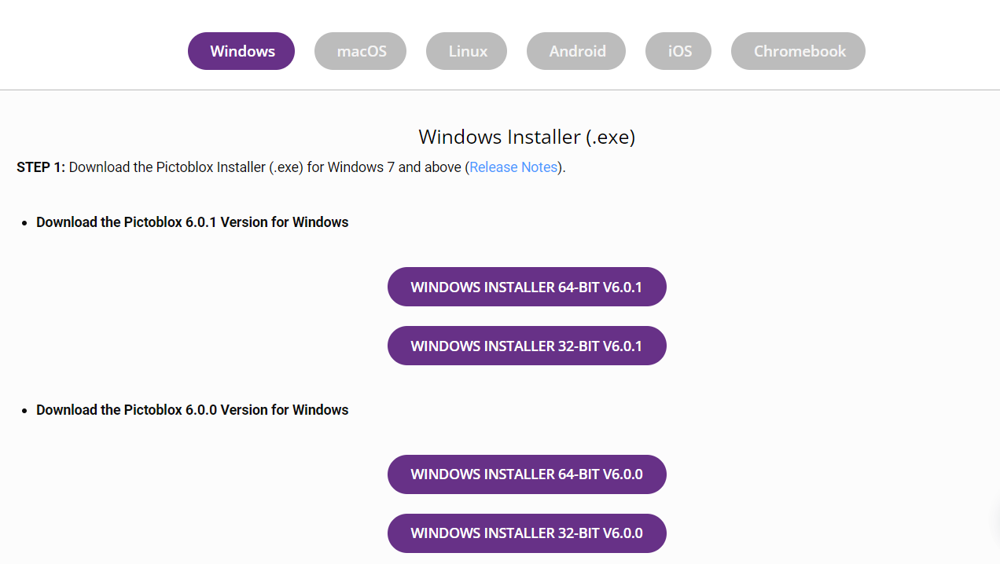 Windows
macOS
Linux
Android
iOS
Chromebook
Windows Installer (.exe)
STEP 1: Download the Pictoblox Installer (.exe) for Windows 7 and above (Release Notes).
Download the Pictoblox 6.0.1 Version for Windows
WINDOWS INSTALLER 64-BIT V6.0.1
WINDOWS INSTALLER 32-BIT V6.0.1
Download the Pictoblox 6.0.0 Version for Windows
WINDOWS INSTALLER 64-BIT V6.0.0
WINDOWS INSTALLER 32-BIT V6.0.0